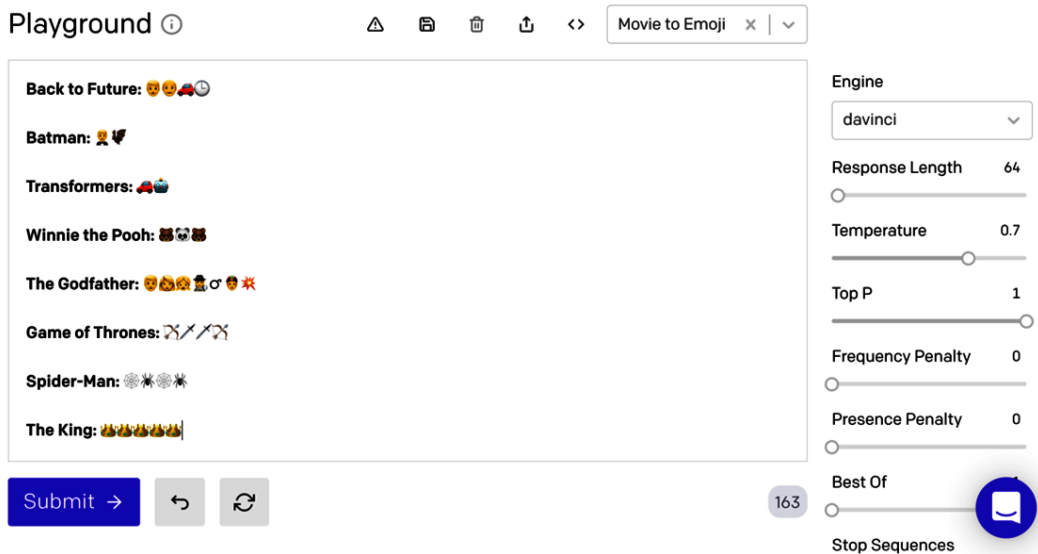 Playground
Movie to Emoji
Back to Future: 👨👴🚗🕒
Batman: 🤵🦇
Transformers: 🚗🤖
Winnie the Pooh: 🐻🐼🐻
The Godfather: 👨👩👧🕵♂👲💥
Game of Thrones: 🏹🗡🗡🏹
Spider-Man: 🕸🕷🕸🕷
The King: 👑👑👑👑👑
Submit →
163
Engine
davinci
Response Length 64
Temperature 0.7
Top P 1
Frequency Penalty 0
Presence Penalty 0
Best Of
Stop Sequences